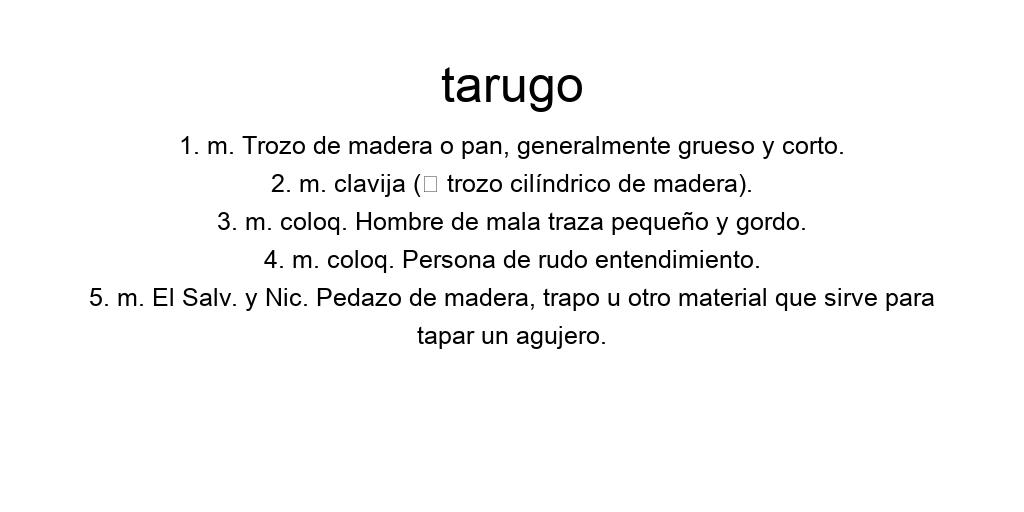 tarugo
1. m. Trozo de madera o pan, generalmente grueso y corto.
2. m. clavija (□ trozo cilíndrico de madera).
3. m. coloq. Hombre de mala traza pequeño y gordo.
4. m. coloq. Persona de rudo entendimiento.
5. m. El Salv. y Nic. Pedazo de madera, trapo u otro material que sirve para
tapar un agujero.